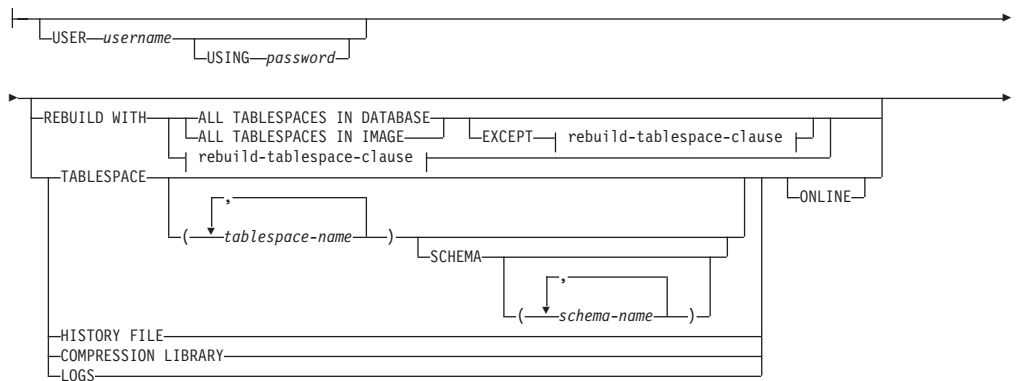 USER username
USING password
REBUILD WITH ALL TABLESPACES IN DATABASE
ALL TABLESPACES IN IMAGE EXCEPT rebuild-tablespace-clause
rebuild-tablespace-clause
TABLESPACE
ONLINE
,
( tablespace-name )
SCHEMA
,
( schema-name )
HISTORY FILE
COMPRESSION LIBRARY
LOGS